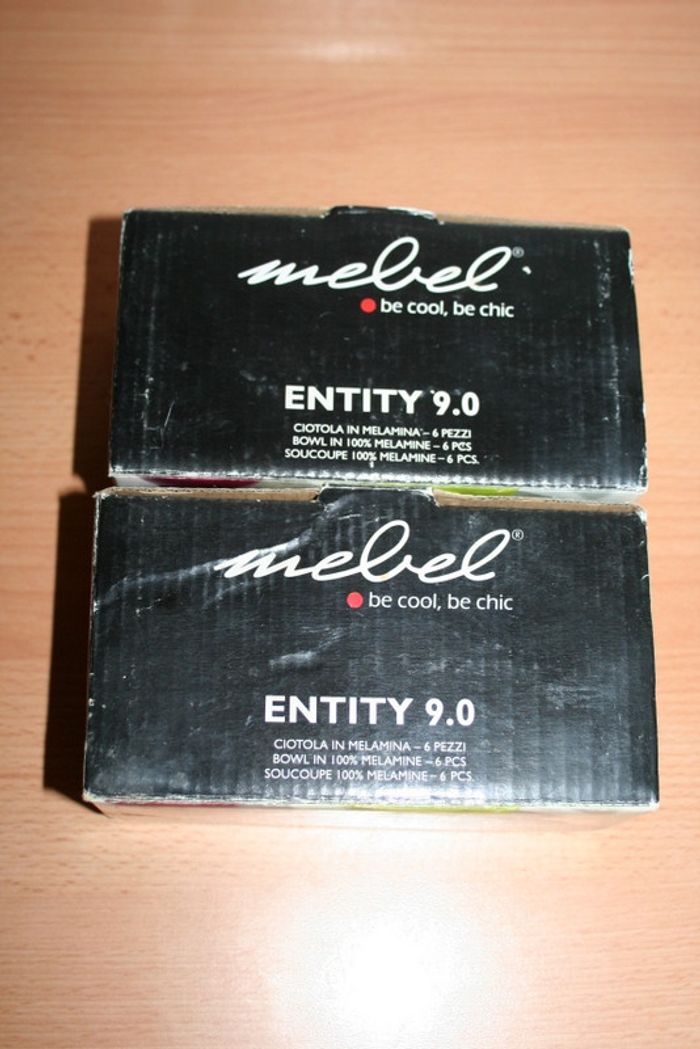 mebel®
be cool, be chic
ENTITY 9.0
CIOTOLA IN MELAMINA – 6 PEZZI
BOWL IN 100% MELAMINE – 6 PCS
SOUCOUPE 100% MELAMINE – 6 PCS.
mebel®
be cool, be chic
ENTITY 9.0
CIOTOLA IN MELAMINA – 6 PEZZI
BOWL IN 100% MELAMINE – 6 PCS
SOUCOUPE 100% MELAMINE – 6 PCS.